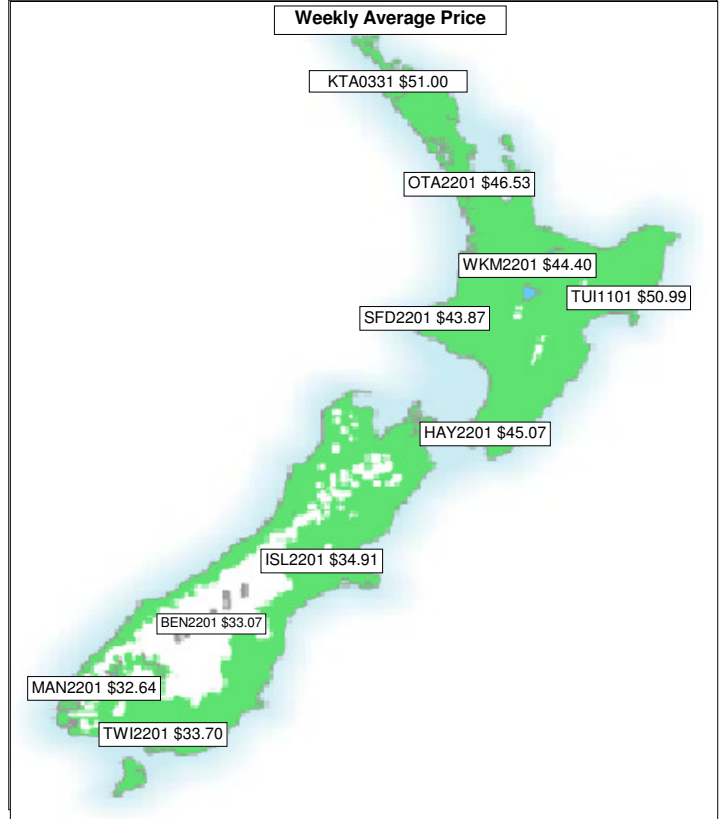 Weekly Average Price
KTA0331 $51.00
OTA2201 $46.53
WKM2201 $44.40
TUI1101 $50.99
SFD2201 $43.87
HAY2201 $45.07
ISL2201 $34.91
BEN2201 $33.07
MAN2201 $32.64
TWI2201 $33.70